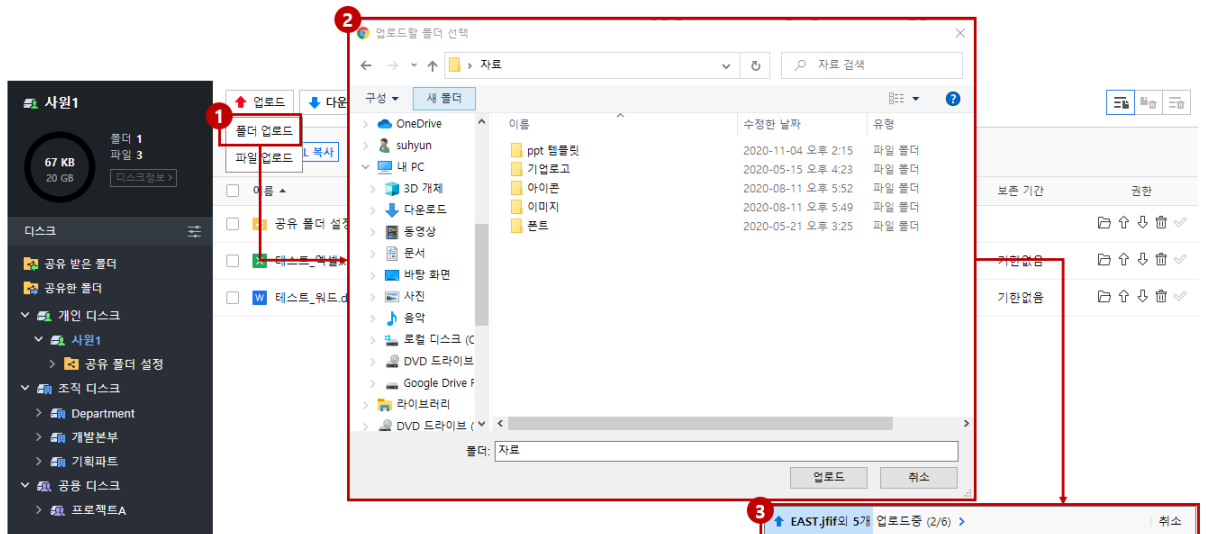 2
업로드할 폴더 선택
자료
자료 검색
구성
새 폴더
사원1
67 KB
20 GB
폴더 1
파일 3
디스크정보 >
디스크
공유 받은 폴더
공유한 폴더
개인 디스크
사원1
공유 폴더 설정
조직 디스크
Department
개발본부
기획파트
공용 디스크
프로젝트A
업로드
다운
1
폴더 업로드
파일 업로드
L 복사
이름
공유 폴더 설정
테스트_엑셀
테스트_워드.d
OneDrive
suhyun
내 PC
3D 개체
다운로드
동영상
문서
바탕 화면
사진
음악
로컬 디스크 (C
DVD 드라이브
Google Drive F
라이브러리
DVD 드라이브 (
이름 수정한 날짜 유형
ppt 템플릿 2020-11-04 오후 2:15 파일 폴더
기업로고 2020-05-15 오후 4:23 파일 폴더
아이콘 2020-08-11 오후 5:52 파일 폴더
이미지 2020-08-11 오후 5:49 파일 폴더
폰트 2020-05-21 오후 3:25 파일 폴더
폴더: 자료
업로드 취소
보존 기간 권한
기한없음
기한없음
3
EAST.jfif의 5개 업로드중 (2/6) > 취소